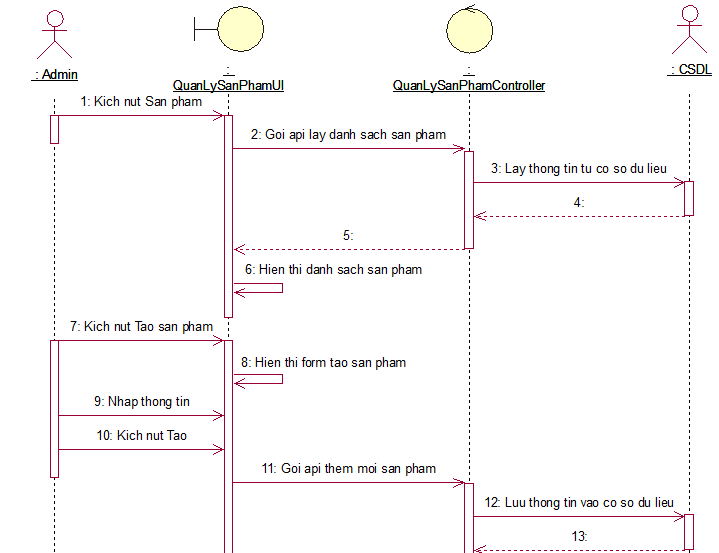 : Admin
:
QuanLySanPhamUI
:
QuanLySanPhamController
: CSDL
1: Kich nut San pham
2: Goi api lay danh sach san pham
3: Lay thong tin tu co so du lieu
4:
5:
6: Hien thi danh sach san pham
7: Kich nut Tao san pham
8: Hien thi form tao san pham
9: Nhap thong tin
10: Kich nut Tao
11: Goi api them moi san pham
12: Luu thong tin vao co so du lieu
13: